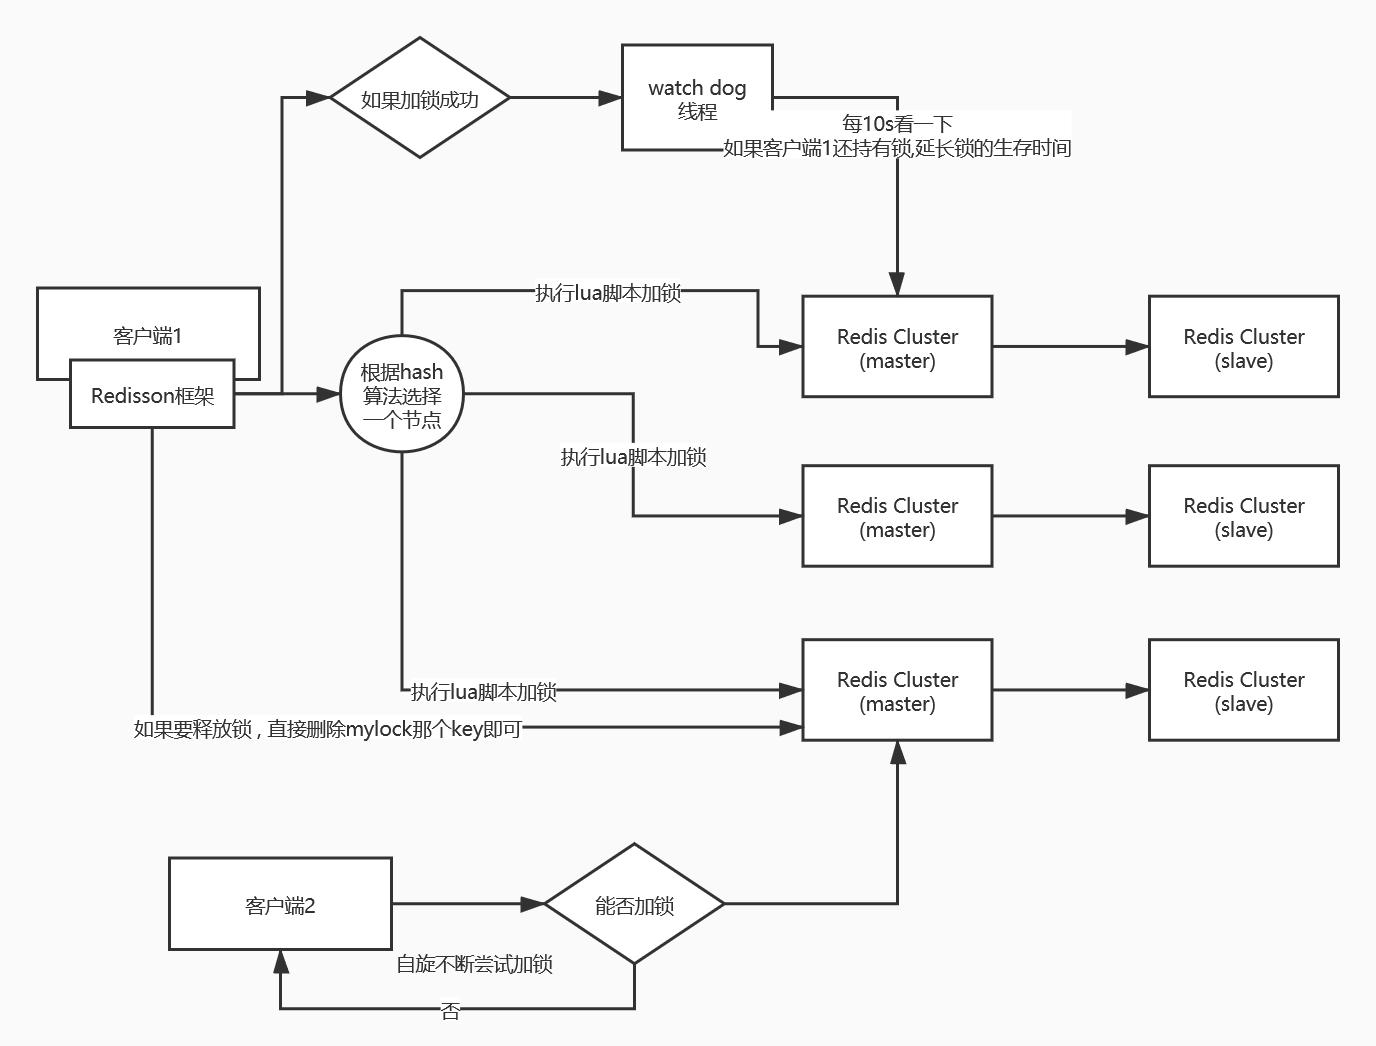 如果加锁成功
watch dog
线程
每10s看一下
如果客户端1还持有锁,延长锁的生存时间
执行lua脚本加锁
客户端1
Redisson框架
根据hash
算法选择
一个节点
Redis Cluster
(master)
Redis Cluster
(slave)
执行lua脚本加锁
Redis Cluster
(master)
Redis Cluster
(slave)
执行lua脚本加锁
Redis Cluster
(master)
Redis Cluster
(slave)
如果要释放锁，直接删除mylock那个key即可
客户端2
能否加锁
自旋不断尝试加锁
否